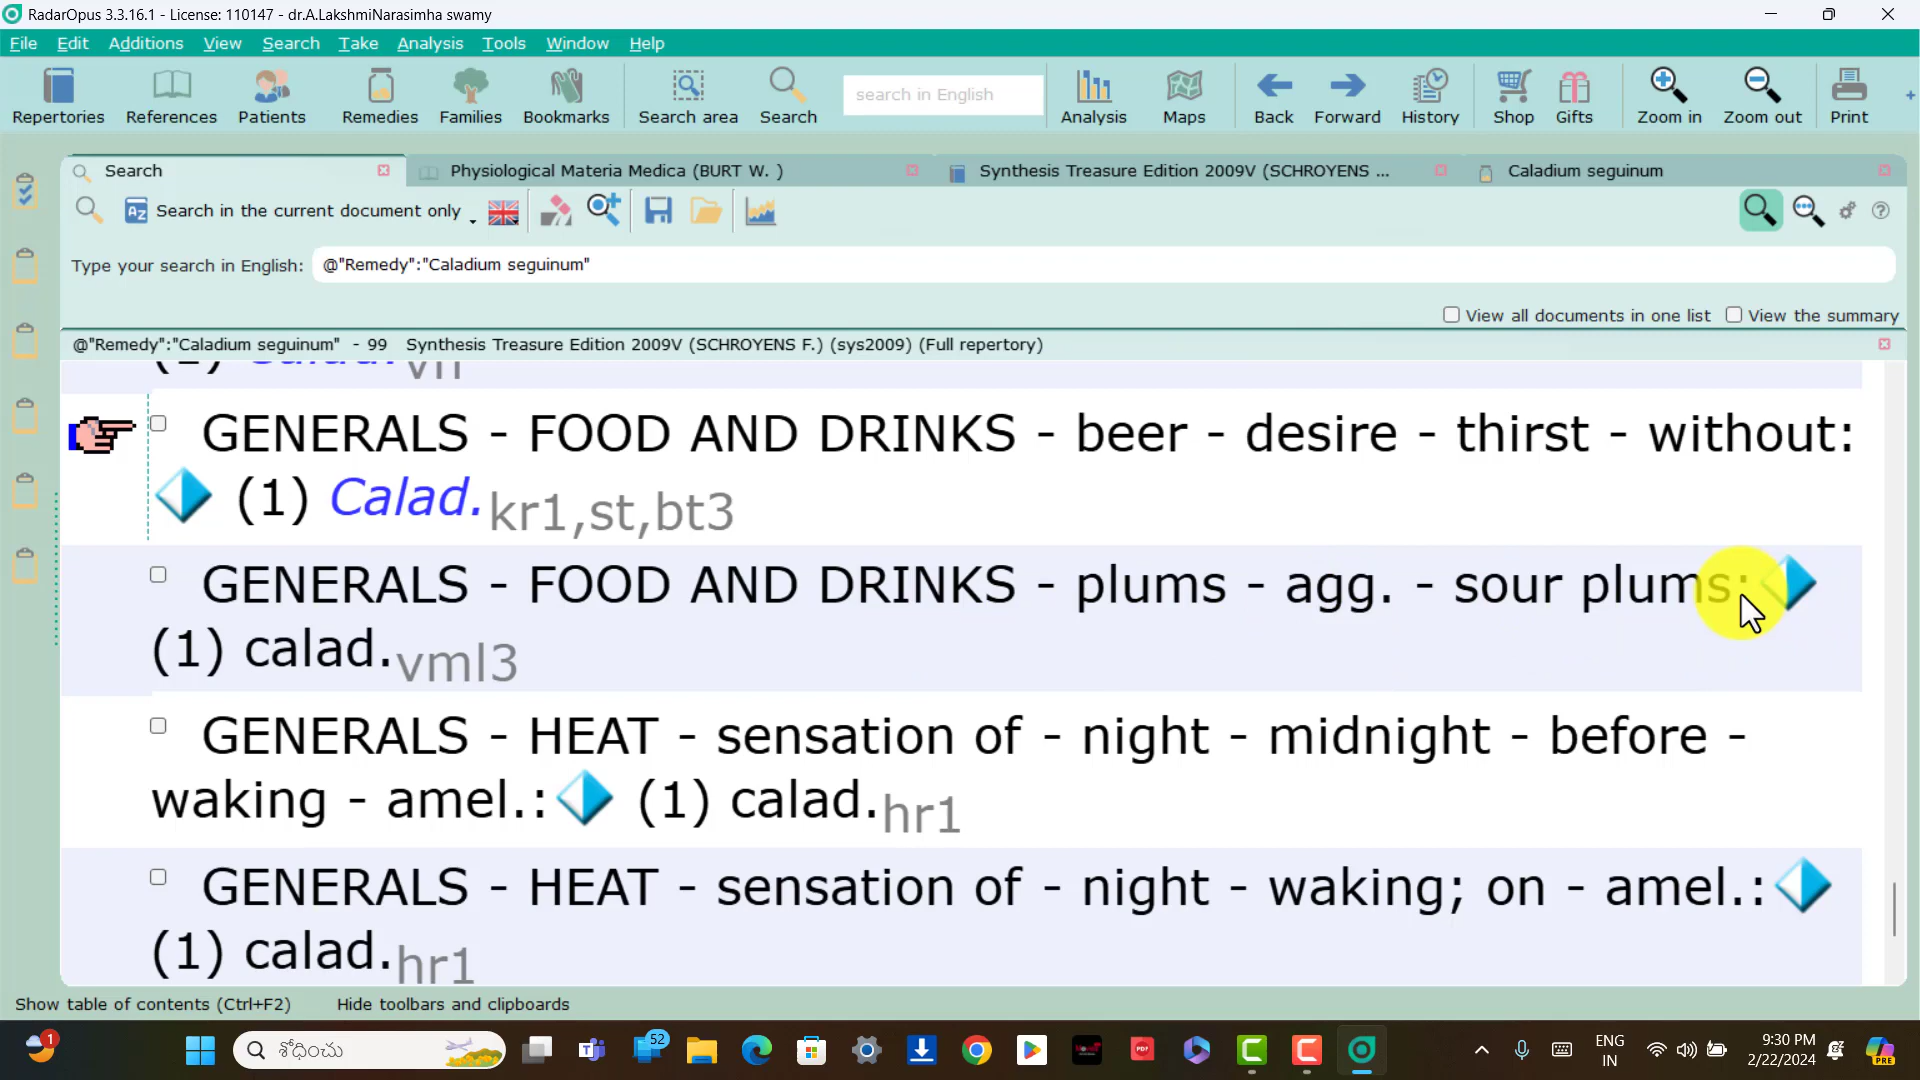 RadarOpus 3.3.16.1 - License: 110147 - dr.A.LakshmiNarasimha swamy
File Edit Additions View Search Take Analysis Tools Window Help
Repertories References Patients Remedies Families Bookmarks Search area Search search in English Analysis Maps Back Forward History Shop Gifts Zoom in Zoom out Print
Search Physiological Materia Medica (BURT W. ) Synthesis Treasure Edition 2009V (SCHROYENS ... Caladium seguinum
AZ Search in the current document only
Type your search in English: @"Remedy":"Caladium seguinum"
View all documents in one list View the summary
@"Remedy":"Caladium seguinum" - 99 Synthesis Treasure Edition 2009V (SCHROYENS F.) (sys2009) (Full repertory)
GENERALS - FOOD AND DRINKS - beer - desire - thirst - without:
(1) Calad.kr1,st,bt3
GENERALS - FOOD AND DRINKS - plums - agg. - sour plums:
(1) calad.vml3
GENERALS - HEAT - sensation of - night - midnight - before -
waking - amel.: (1) calad.hr1
GENERALS - HEAT - sensation of - night - waking; on - amel.:
(1) calad.hr1
Show table of contents (Ctrl+F2) Hide toolbars and clipboards
1 శోధించు 52 PDF ENG 9:30 PM
IN 2/22/2024 PRE